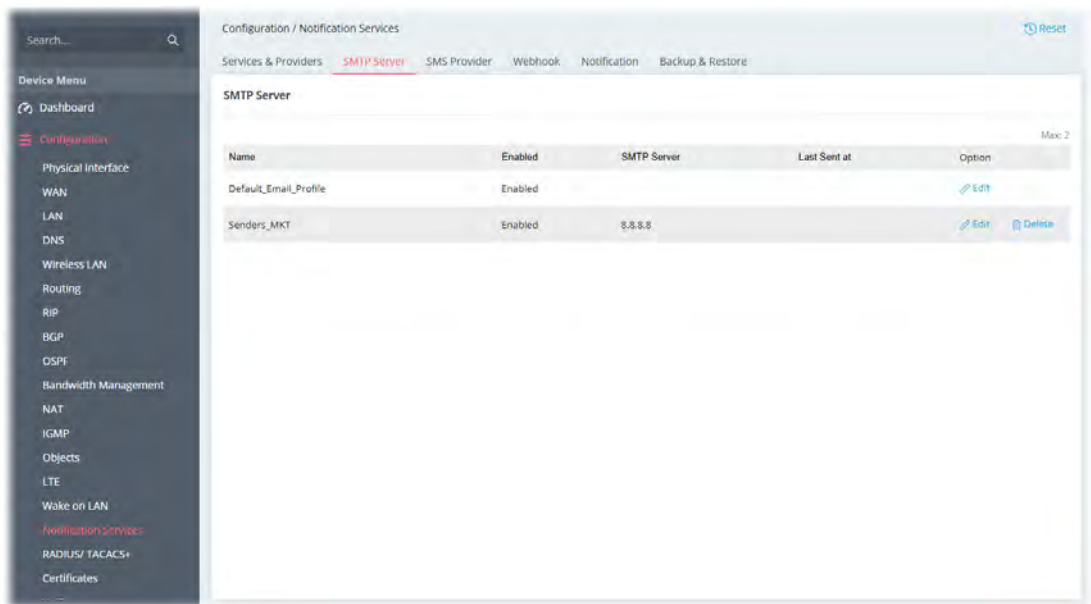 Search...
Device Menu
Dashboard
Configuration
Physical Interface
WAN
LAN
DNS
Wireless LAN
Routing
RIP
BGP
OSPF
Bandwidth Management
NAT
IGMP
Objects
LTE
Wake on LAN
Notification Services
RADIUS/ TACACS+
Certificates
Configuration / Notification Services
Reset
Services & Providers SMTP Server SMS Provider Webhook Notification Backup & Restore
SMTP Server
Max: 2
Name Enabled SMTP Server Last Sent at Option
Default_Email_Profile Enabled Edit
Senders_MKT Enabled 8.8.8.8 Edit Delete